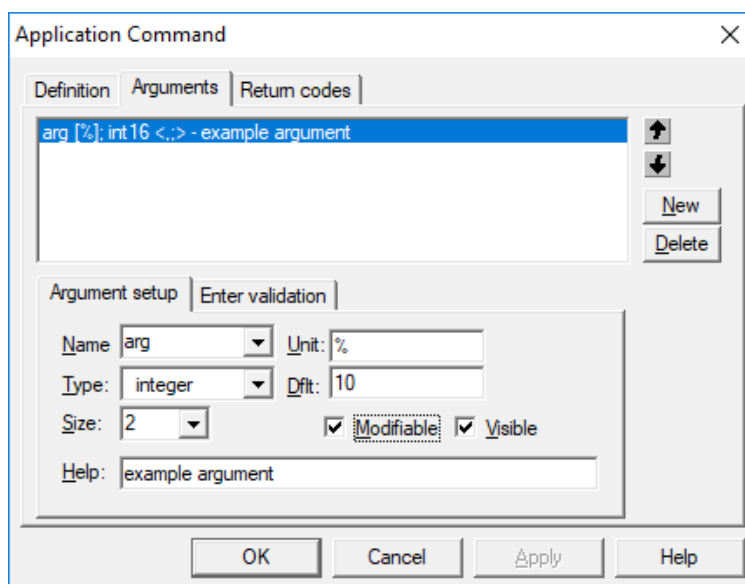 Application Command
Definition Arguments Return codes
arg [%]; int16 <,;> - example argument
New
Delete
Argument setup Enter validation
Name arg Unit: %
Type: integer Dflt: 10
Size: 2 Modifiable Visible
Help: example argument
OK Cancel Apply Help